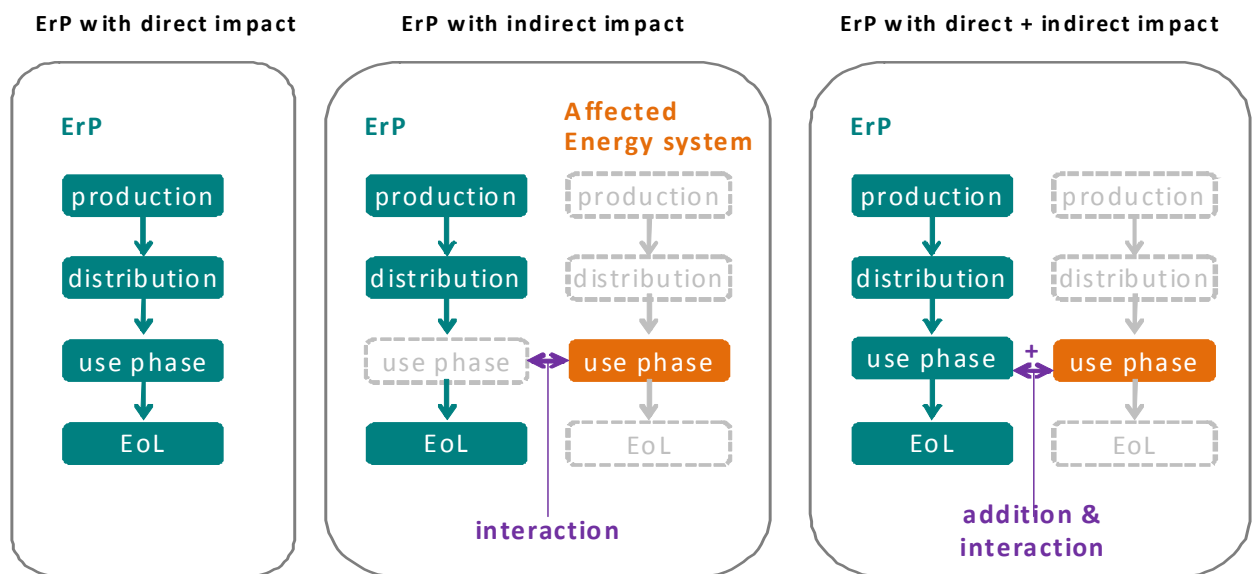 ErP with direct impact
ErP
production
distribution
use phase
EoL
ErP with indirect impact
ErP
Affected
Energy system
production
production
distribution
distribution
use phase
use phase
EoL
EoL
interaction
ErP with direct + indirect impact
ErP
production
production
distribution
distribution
use phase
+
use phase
EoL
EoL
addition &
interaction